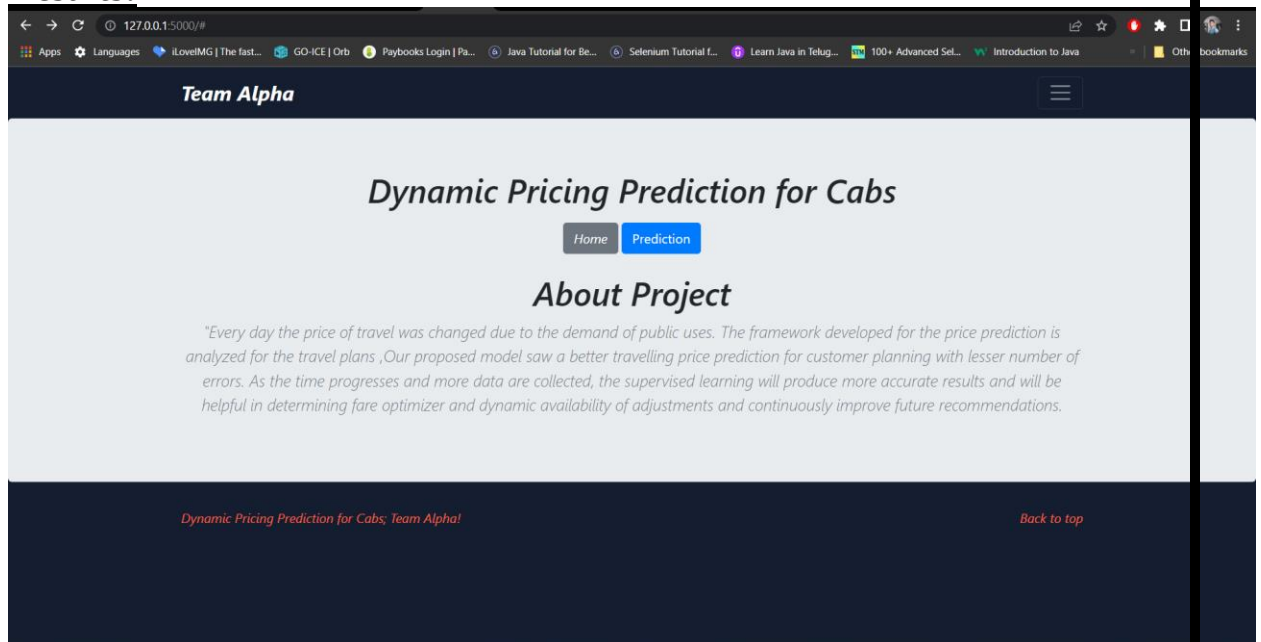 127.0.0.1:5000/#
Apps Languages iLoveIMG | The fast... GO-ICE | Orb Paybooks Login | Pa... Java Tutorial for Be... Selenium Tutorial f... Learn Java in Telug... 100+ Advanced Sel... Introduction to Java bookmarks
Team Alpha
Dynamic Pricing Prediction for Cabs
Home Prediction
About Project
"Every day the price of travel was changed due to the demand of public uses. The framework developed for the price prediction is
analyzed for the travel plans ,Our proposed model saw a better travelling price prediction for customer planning with lesser number of
errors. As the time progresses and more data are collected, the supervised learning will produce more accurate results and will be
helpful in determining fare optimizer and dynamic availability of adjustments and continuously improve future recommendations.
Dynamic Pricing Prediction for Cabs; Team Alpha! Back to top